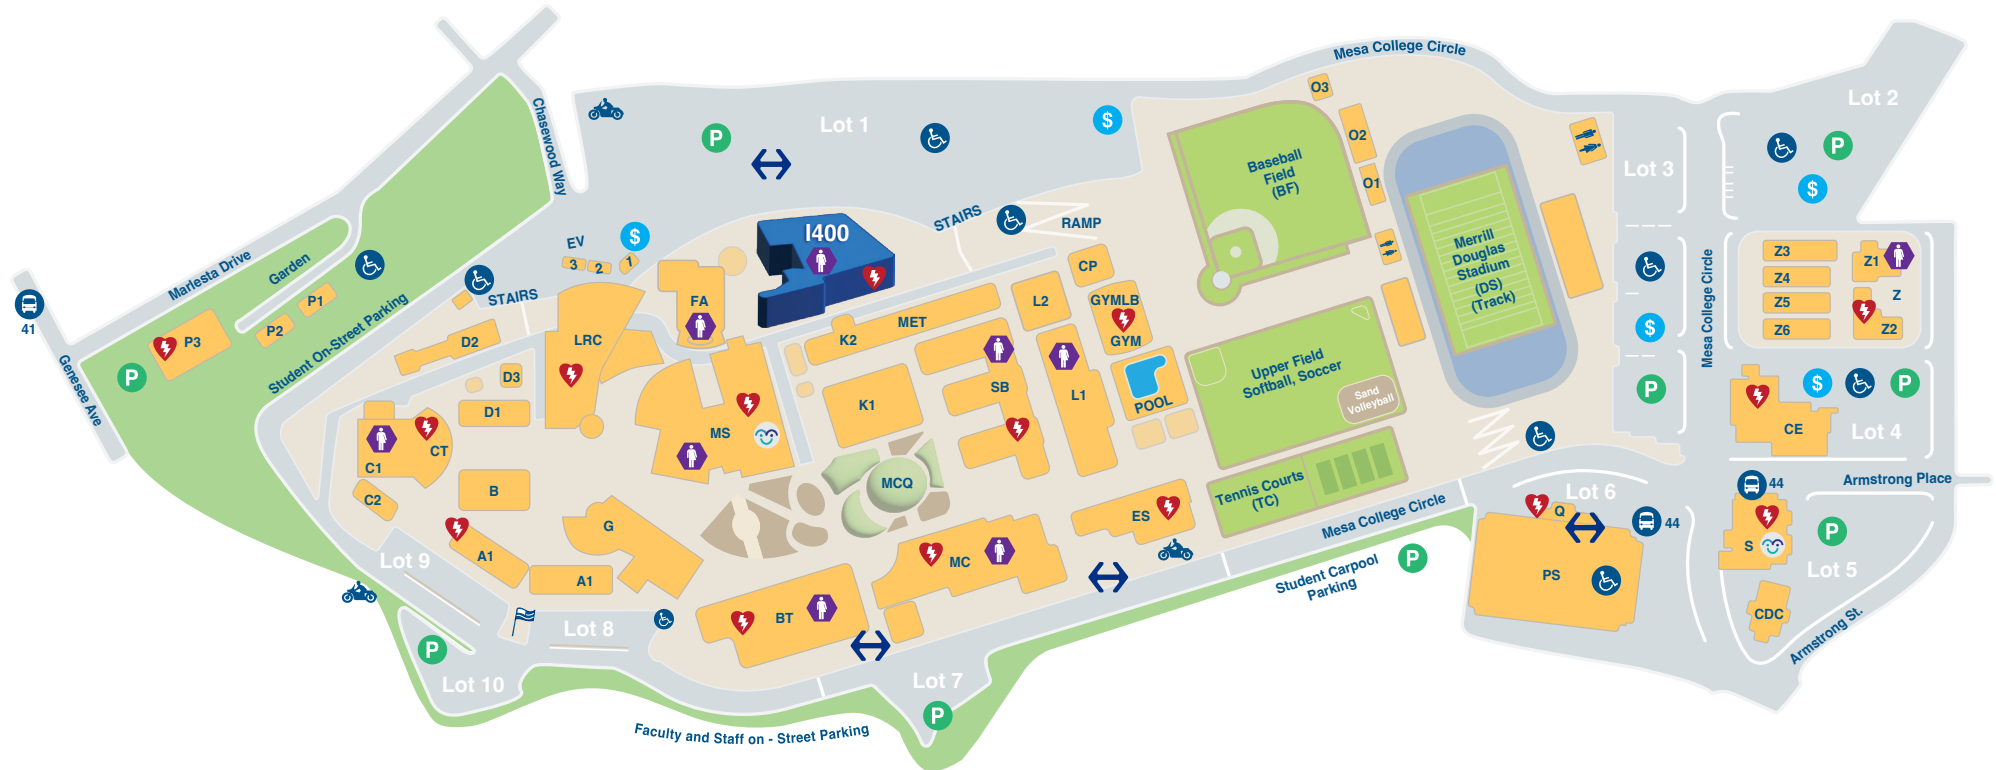 Mesa College Circle
Chasewood Way
Lot 1
P
$
O3
O2
O1
Baseball
Field
(BF)
Merrill
Douglas
Stadium
(DS)
(Track)
Lot 3
Lot 2
P
$
Mesa College Circle
$
P
Z3
Z4
Z5
Z6
Z1
Z
Z2
$
P
CE
Lot 4
Armstrong Place
44
P
S
Lot 5
CDC
Armstrong St.
Lot 6
Q
44
PS
Marlesta Drive
Garden
P1
P2
P3
P
41
Genesee Ave
Student On-Street Parking
STAIRS
EV
3
2
1
$
I400
STAIRS
RAMP
FA
LRC
D2
D3
D1
MET
K2
L2
CP
GYMLB
GYM
K1
SB
L1
POOL
MS
MCQ
Upper Field
Softball, Soccer
Sand
Volleyball
Tennis Courts
(TC)
Mesa College Circle
Student Carpool
Parking
P
C1
CT
C2
B
G
A1
A1
ES
MC
BT
Lot 9
Lot 8
P
Lot 10
Lot 7
P
Faculty and Staff on - Street Parking